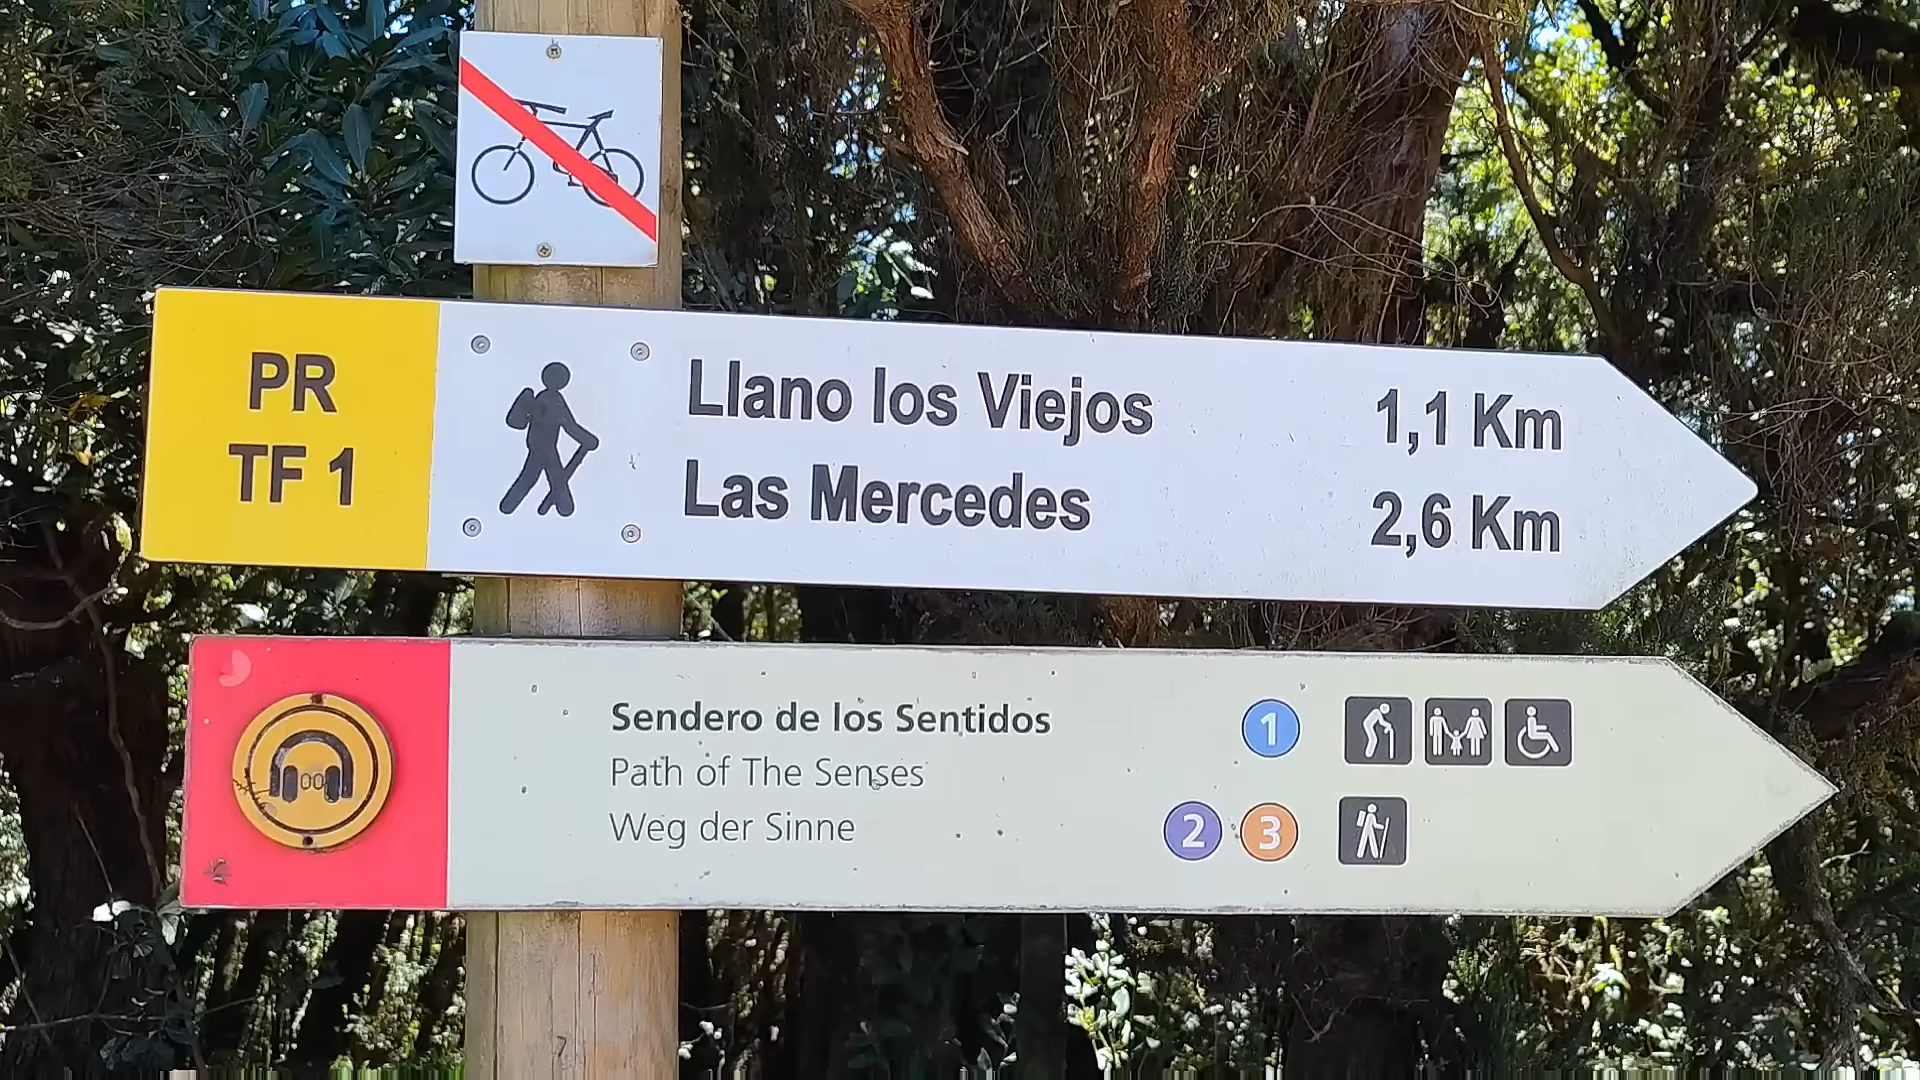 PR
TF 1
Llano los Viejos 1,1 Km
Las Mercedes 2,6 Km
Sendero de los Sentidos 1
Path of The Senses
Weg der Sinne 2 3